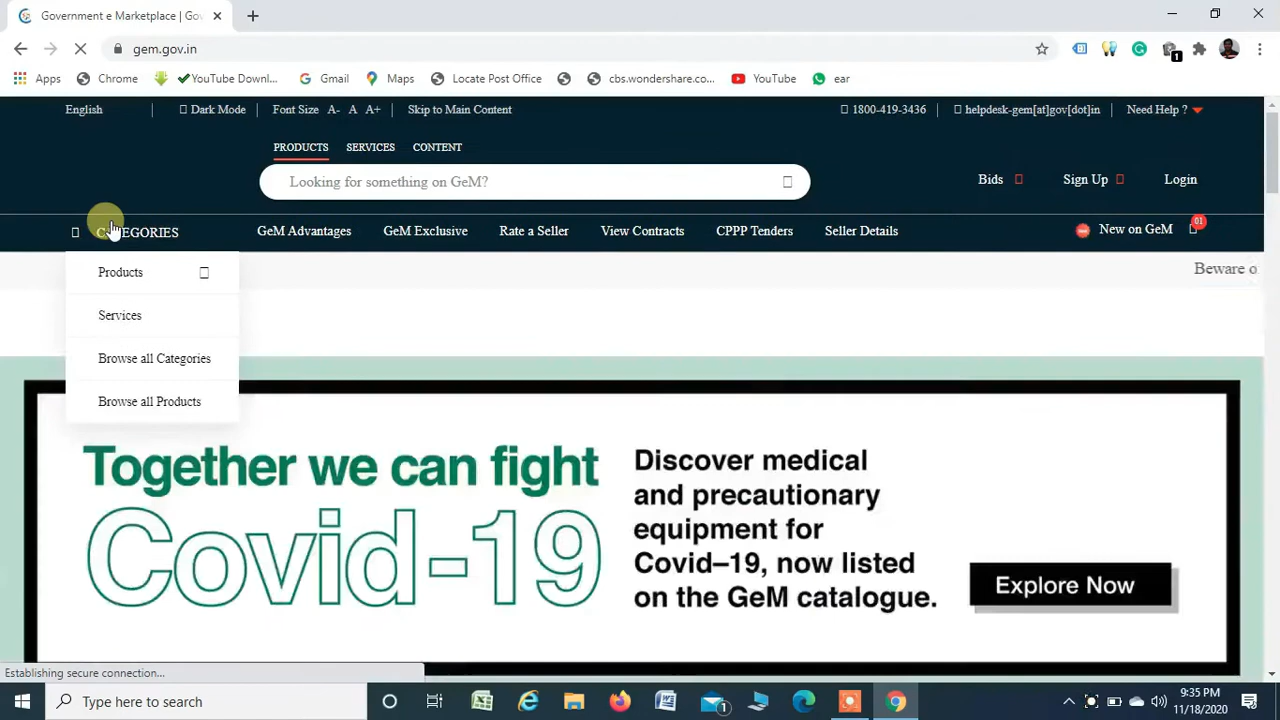 Government e Marketplace | Gov
gem.gov.in
Apps
Chrome
YouTube Downl...
Gmail
Maps
Locate Post Office
cbs.wondershare.co...
YouTube
ear
1
English
Dark Mode
Font Size A- A A+
Skip to Main Content
1800-419-3436
helpdesk-gem[at]gov[dot]in
Need Help ?
PRODUCTS SERVICES CONTENT
Looking for something on GeM?
Bids
Sign Up
Login
CATEGORIES
GeM Advantages
GeM Exclusive
Rate a Seller
View Contracts
CPPP Tenders
Seller Details
New on GeM
01
Beware o
Products
Services
Browse all Categories
Browse all Products
Together we can fight
Covid-19
Discover medical
and precautionary
equipment for
Covid–19, now listed
on the GeM catalogue.
Explore Now
Establishing secure connection...
Type here to search
1
9:35 PM
11/18/2020